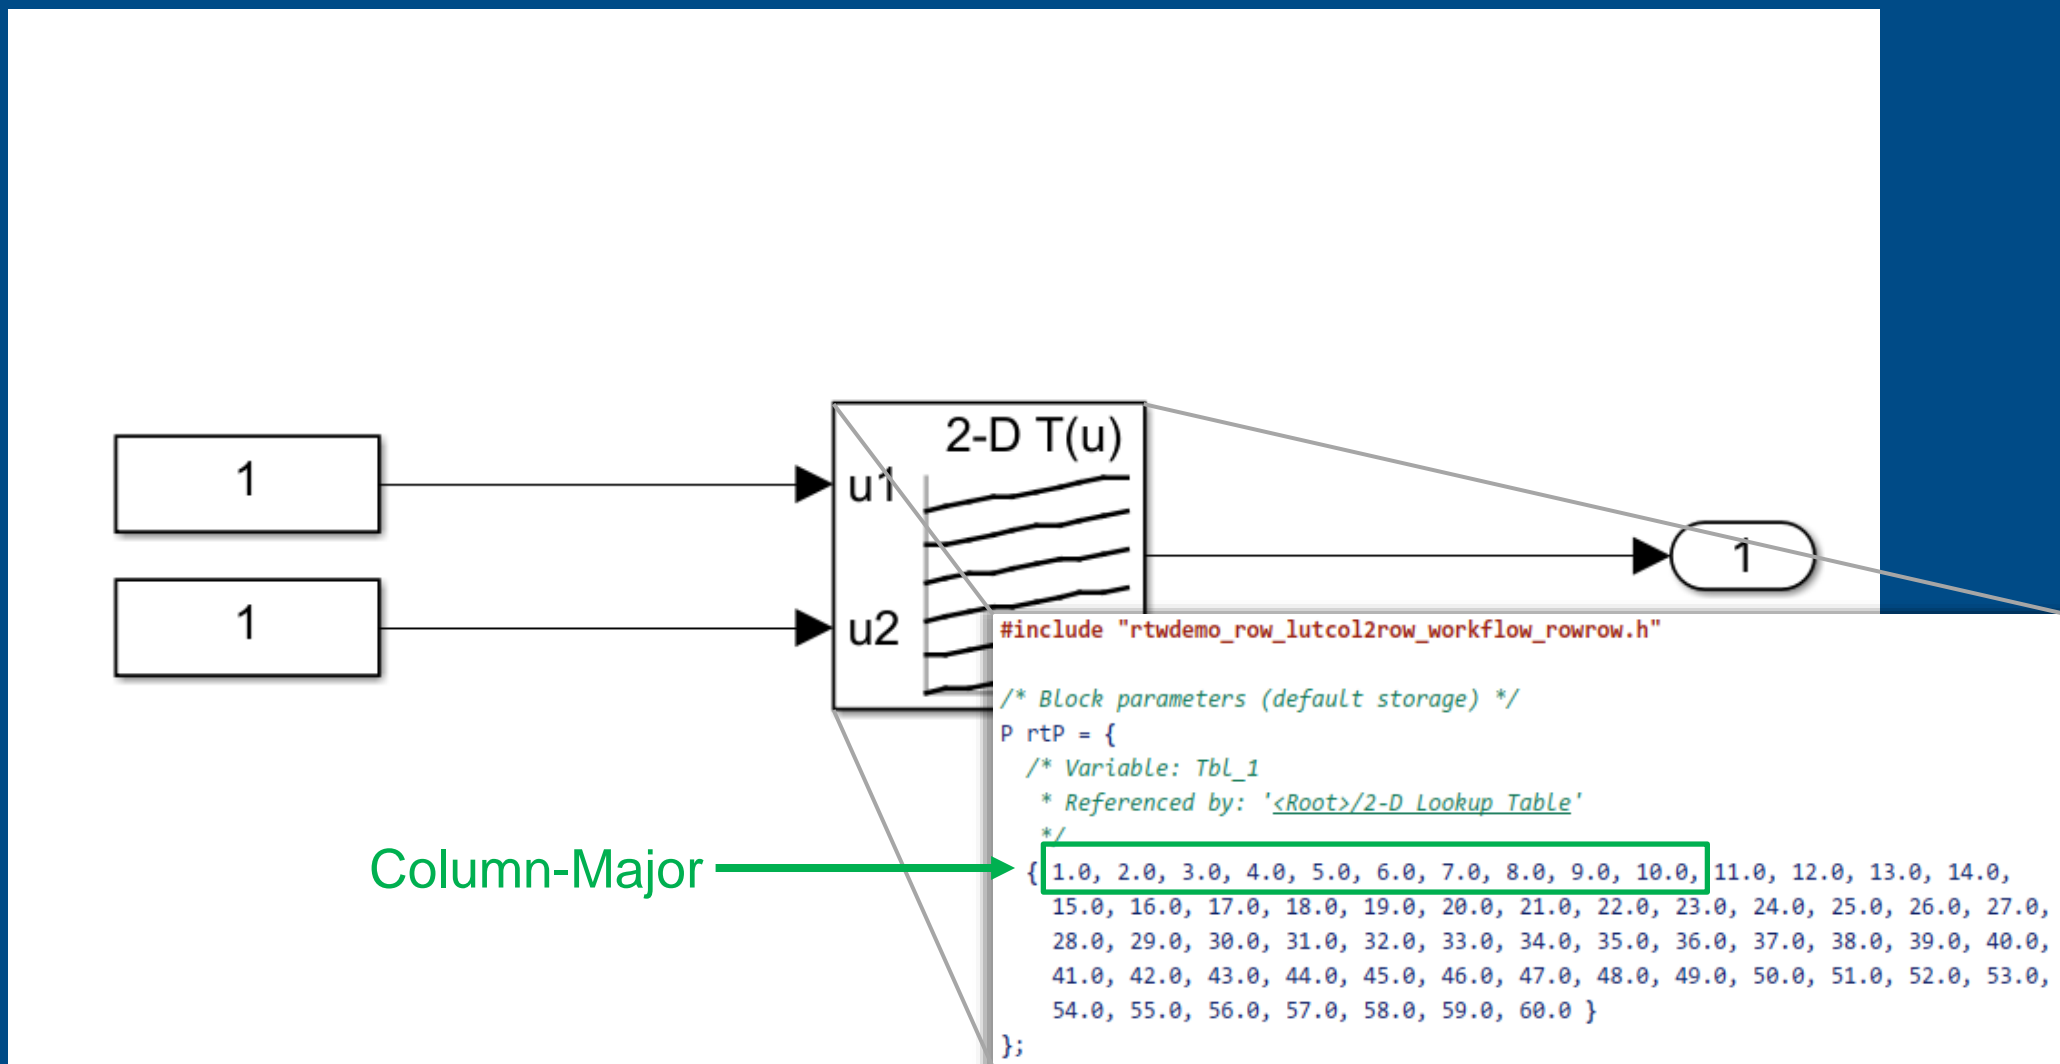 2-D T(u)
1
u1
1
1
u2
#include "rtwdemo_row_lutcol2row_workflow_rowrow.h"
/* Block parameters (default storage) */
P rtP = {
/* Variable: Tbl_1
* Referenced by: '<Root>/2-D Lookup Table'
*/
Column-Major
{ 1.0, 2.0, 3.0, 4.0, 5.0, 6.0, 7.0, 8.0, 9.0, 10.0, 11.0, 12.0, 13.0, 14.0,
15.0, 16.0, 17.0, 18.0, 19.0, 20.0, 21.0, 22.0, 23.0, 24.0, 25.0, 26.0, 27.0,
28.0, 29.0, 30.0, 31.0, 32.0, 33.0, 34.0, 35.0, 36.0, 37.0, 38.0, 39.0, 40.0,
41.0, 42.0, 43.0, 44.0, 45.0, 46.0, 47.0, 48.0, 49.0, 50.0, 51.0, 52.0, 53.0,
54.0, 55.0, 56.0, 57.0, 58.0, 59.0, 60.0 }
};